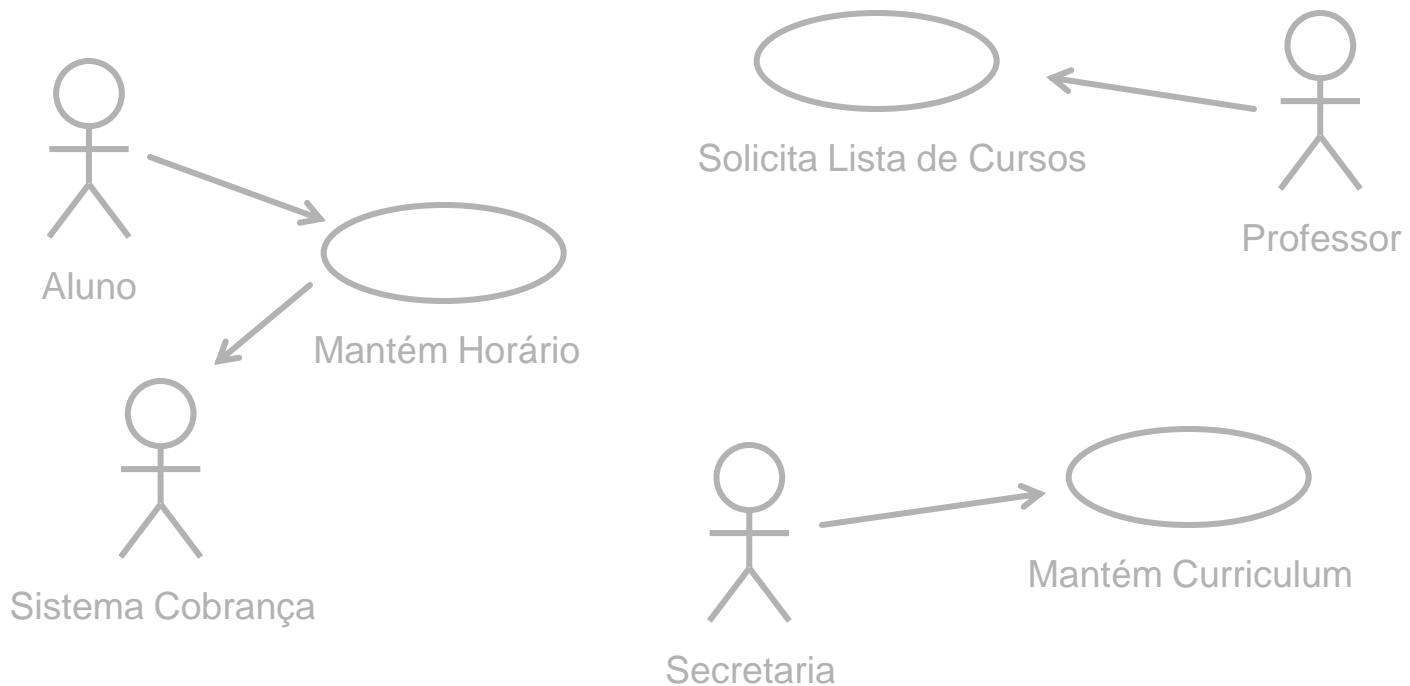 Solicita Lista de Cursos
Professor
Aluno
Mantém Horário
Mantém Curriculum
Sistema Cobrança
Secretaria